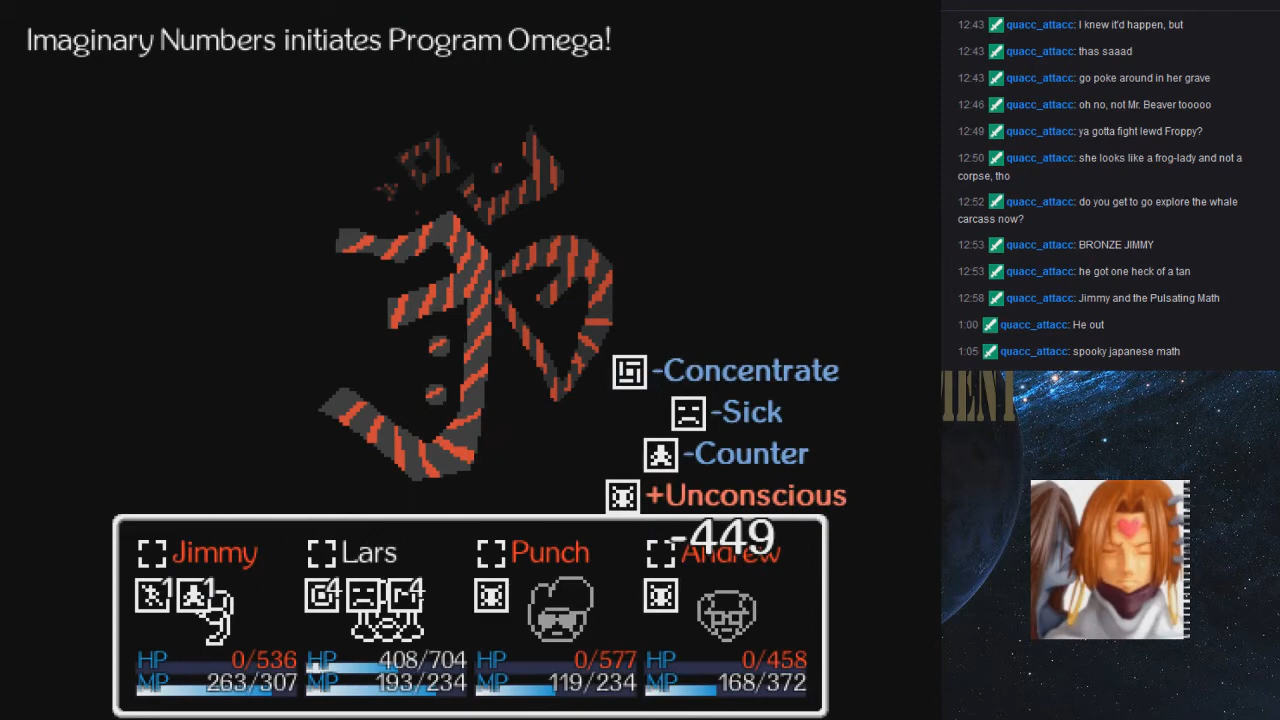 Imaginary Numbers initiates Program Omega!
-Concentrate
-Sick
-Counter
+Unconscious
-449
Jimmy
Lars
Punch
Andrew
1
1
4
4
HP 0/536
MP 263/307
HP 408/704
MP 193/234
HP 0/577
MP 119/234
HP 0/458
MP 168/372
12:43 quacc_attacc: I knew it'd happen, but
12:43 quacc_attacc: thas saaad
12:43 quacc_attacc: go poke around in her grave
12:46 quacc_attacc: oh no, not Mr. Beaver tooooo
12:49 quacc_attacc: ya gotta fight lewd Froppy?
12:50 quacc_attacc: she looks like a frog-lady and not a
corpse, tho
12:52 quacc_attacc: do you get to go explore the whale
carcass now?
12:53 quacc_attacc: BRONZE JIMMY
12:53 quacc_attacc: he got one heck of a tan
12:58 quacc_attacc: Jimmy and the Pulsating Math
1:00 quacc_attacc: He out
1:05 quacc_attacc: spooky japanese math